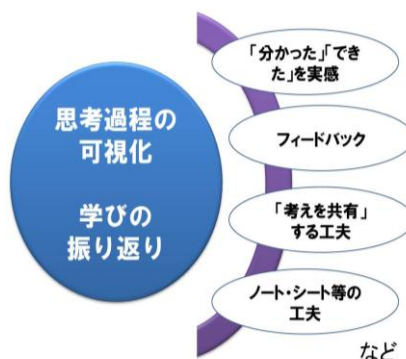 思考過程の
可視化
学びの
振り返り
「分かった」「でき
た」を実感
フィードバック
「考えを共有」
する工夫
ノート・シート等の
工夫
など